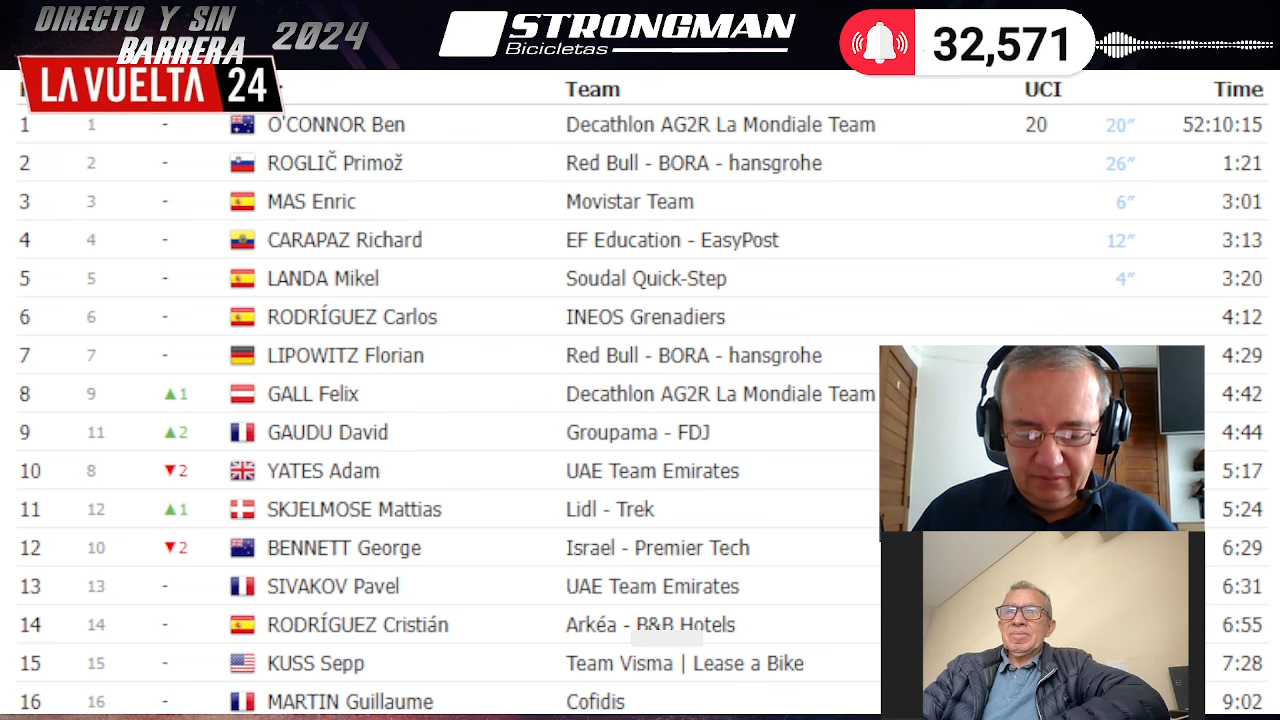 DIRECTO Y SIN
BARRERA 2024
STRONGMAN
Bicicletas
32,571
LA VUELTA 24
Team UCI Time
1 1 - O'CONNOR Ben Decathlon AG2R La Mondiale Team 20 20″ 52:10:15
2 2 - ROGLIČ Primož Red Bull - BORA - hansgrohe 26″ 1:21
3 3 - MAS Enric Movistar Team 6″ 3:01
4 4 - CARAPAZ Richard EF Education - EasyPost 12″ 3:13
5 5 - LANDA Mikel Soudal Quick-Step 4″ 3:20
6 6 - RODRÍGUEZ Carlos INEOS Grenadiers 4:12
7 7 - LIPOWITZ Florian Red Bull - BORA - hansgrohe 4:29
8 9 ▲1 GALL Felix Decathlon AG2R La Mondiale Team 4:42
9 11 ▲2 GAUDU David Groupama - FDJ 4:44
10 8 ▼2 YATES Adam UAE Team Emirates 5:17
11 12 ▲1 SKJELMOSE Mattias Lidl - Trek 5:24
12 10 ▼2 BENNETT George Israel - Premier Tech 6:29
13 13 - SIVAKOV Pavel UAE Team Emirates 6:31
14 14 - RODRÍGUEZ Cristián Arkéa - B&B Hotels 6:55
15 15 - KUSS Sepp Team Visma | Lease a Bike 7:28
16 16 - MARTIN Guillaume Cofidis 9:02